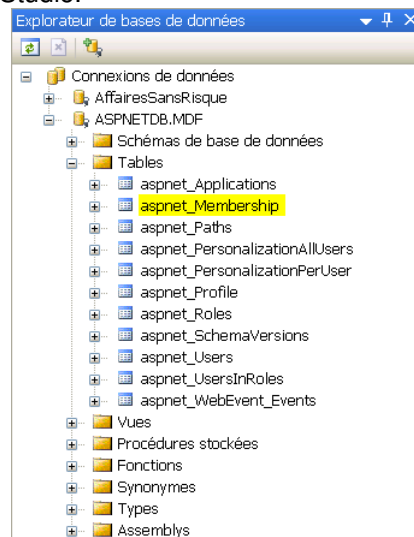 Studio.
Explorateur de bases de données
Connexions de données
AffairesSansRisque
ASPNETDB.MDF
Schémas de base de données
Tables
aspnet_Applications
aspnet_Membership
aspnet_Paths
aspnet_PersonalizationAllUsers
aspnet_PersonalizationPerUser
aspnet_Profile
aspnet_Roles
aspnet_SchemaVersions
aspnet_Users
aspnet_UsersInRoles
aspnet_WebEvent_Events
Vues
Procédures stockées
Fonctions
Synonymes
Types
Assemblys